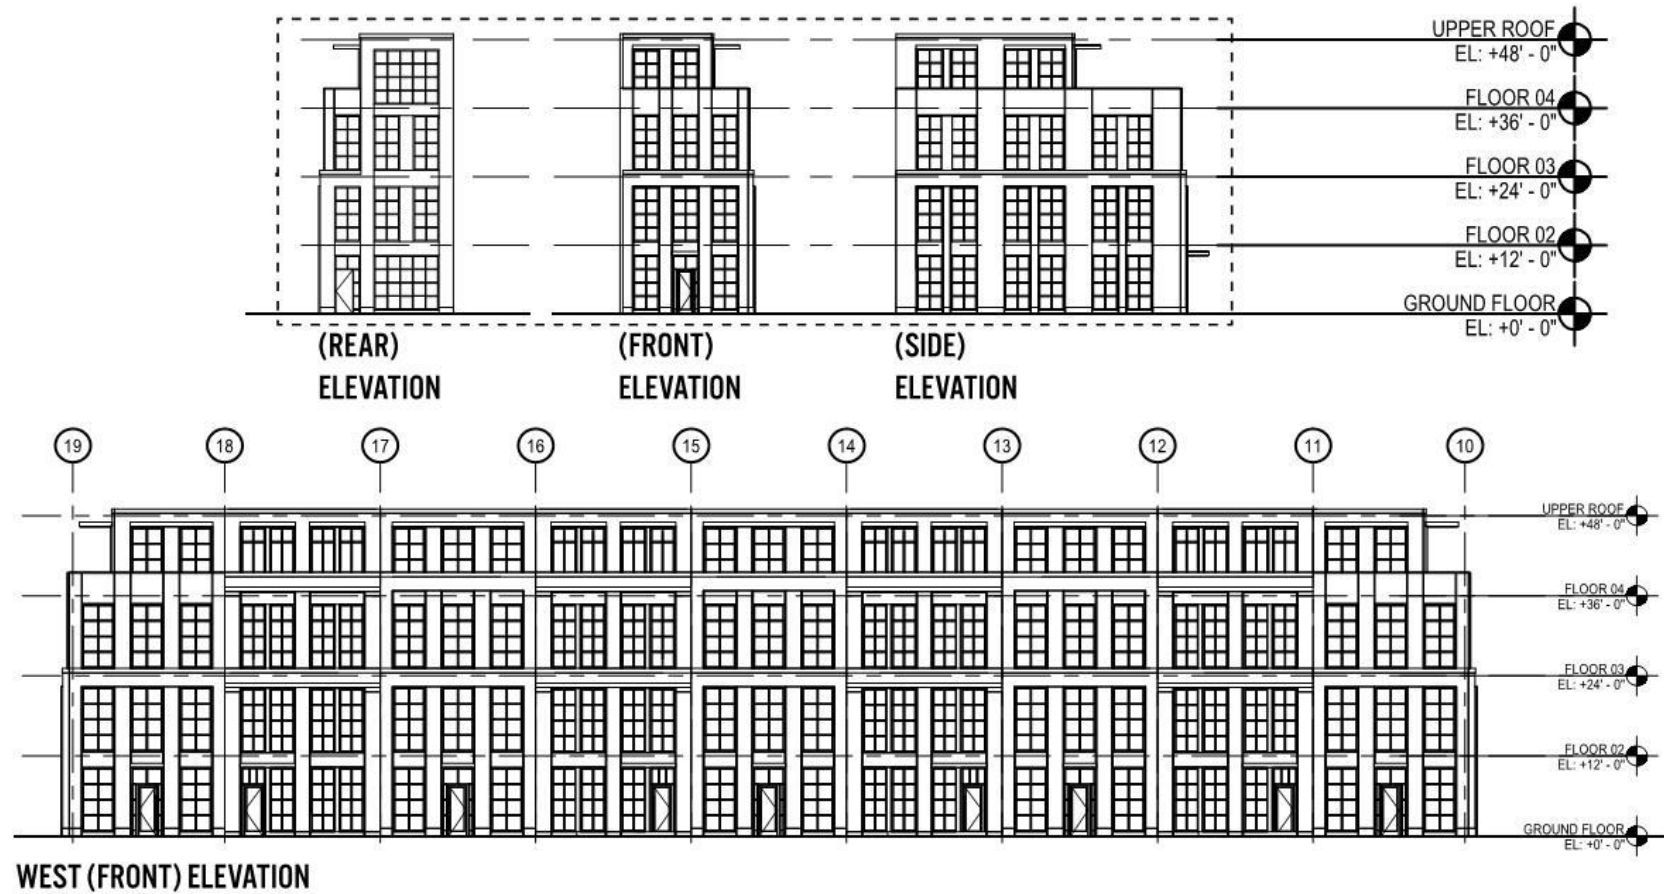 UPPER ROOF
EL: +48' - 0"
FLOOR 04
EL: +36' - 0"
FLOOR 03
EL: +24' - 0"
FLOOR 02
EL: +12' - 0"
GROUND FLOOR
EL: +0' - 0"
(REAR)
ELEVATION
(FRONT)
ELEVATION
(SIDE)
ELEVATION
19 18 17 16 15 14 13 12 11 10
UPPER ROOF
EL: +48' - 0"
FLOOR 04
EL: +36' - 0"
FLOOR 03
EL: +24' - 0"
FLOOR 02
EL: +12' - 0"
GROUND FLOOR
EL: +0' - 0"
WEST (FRONT) ELEVATION